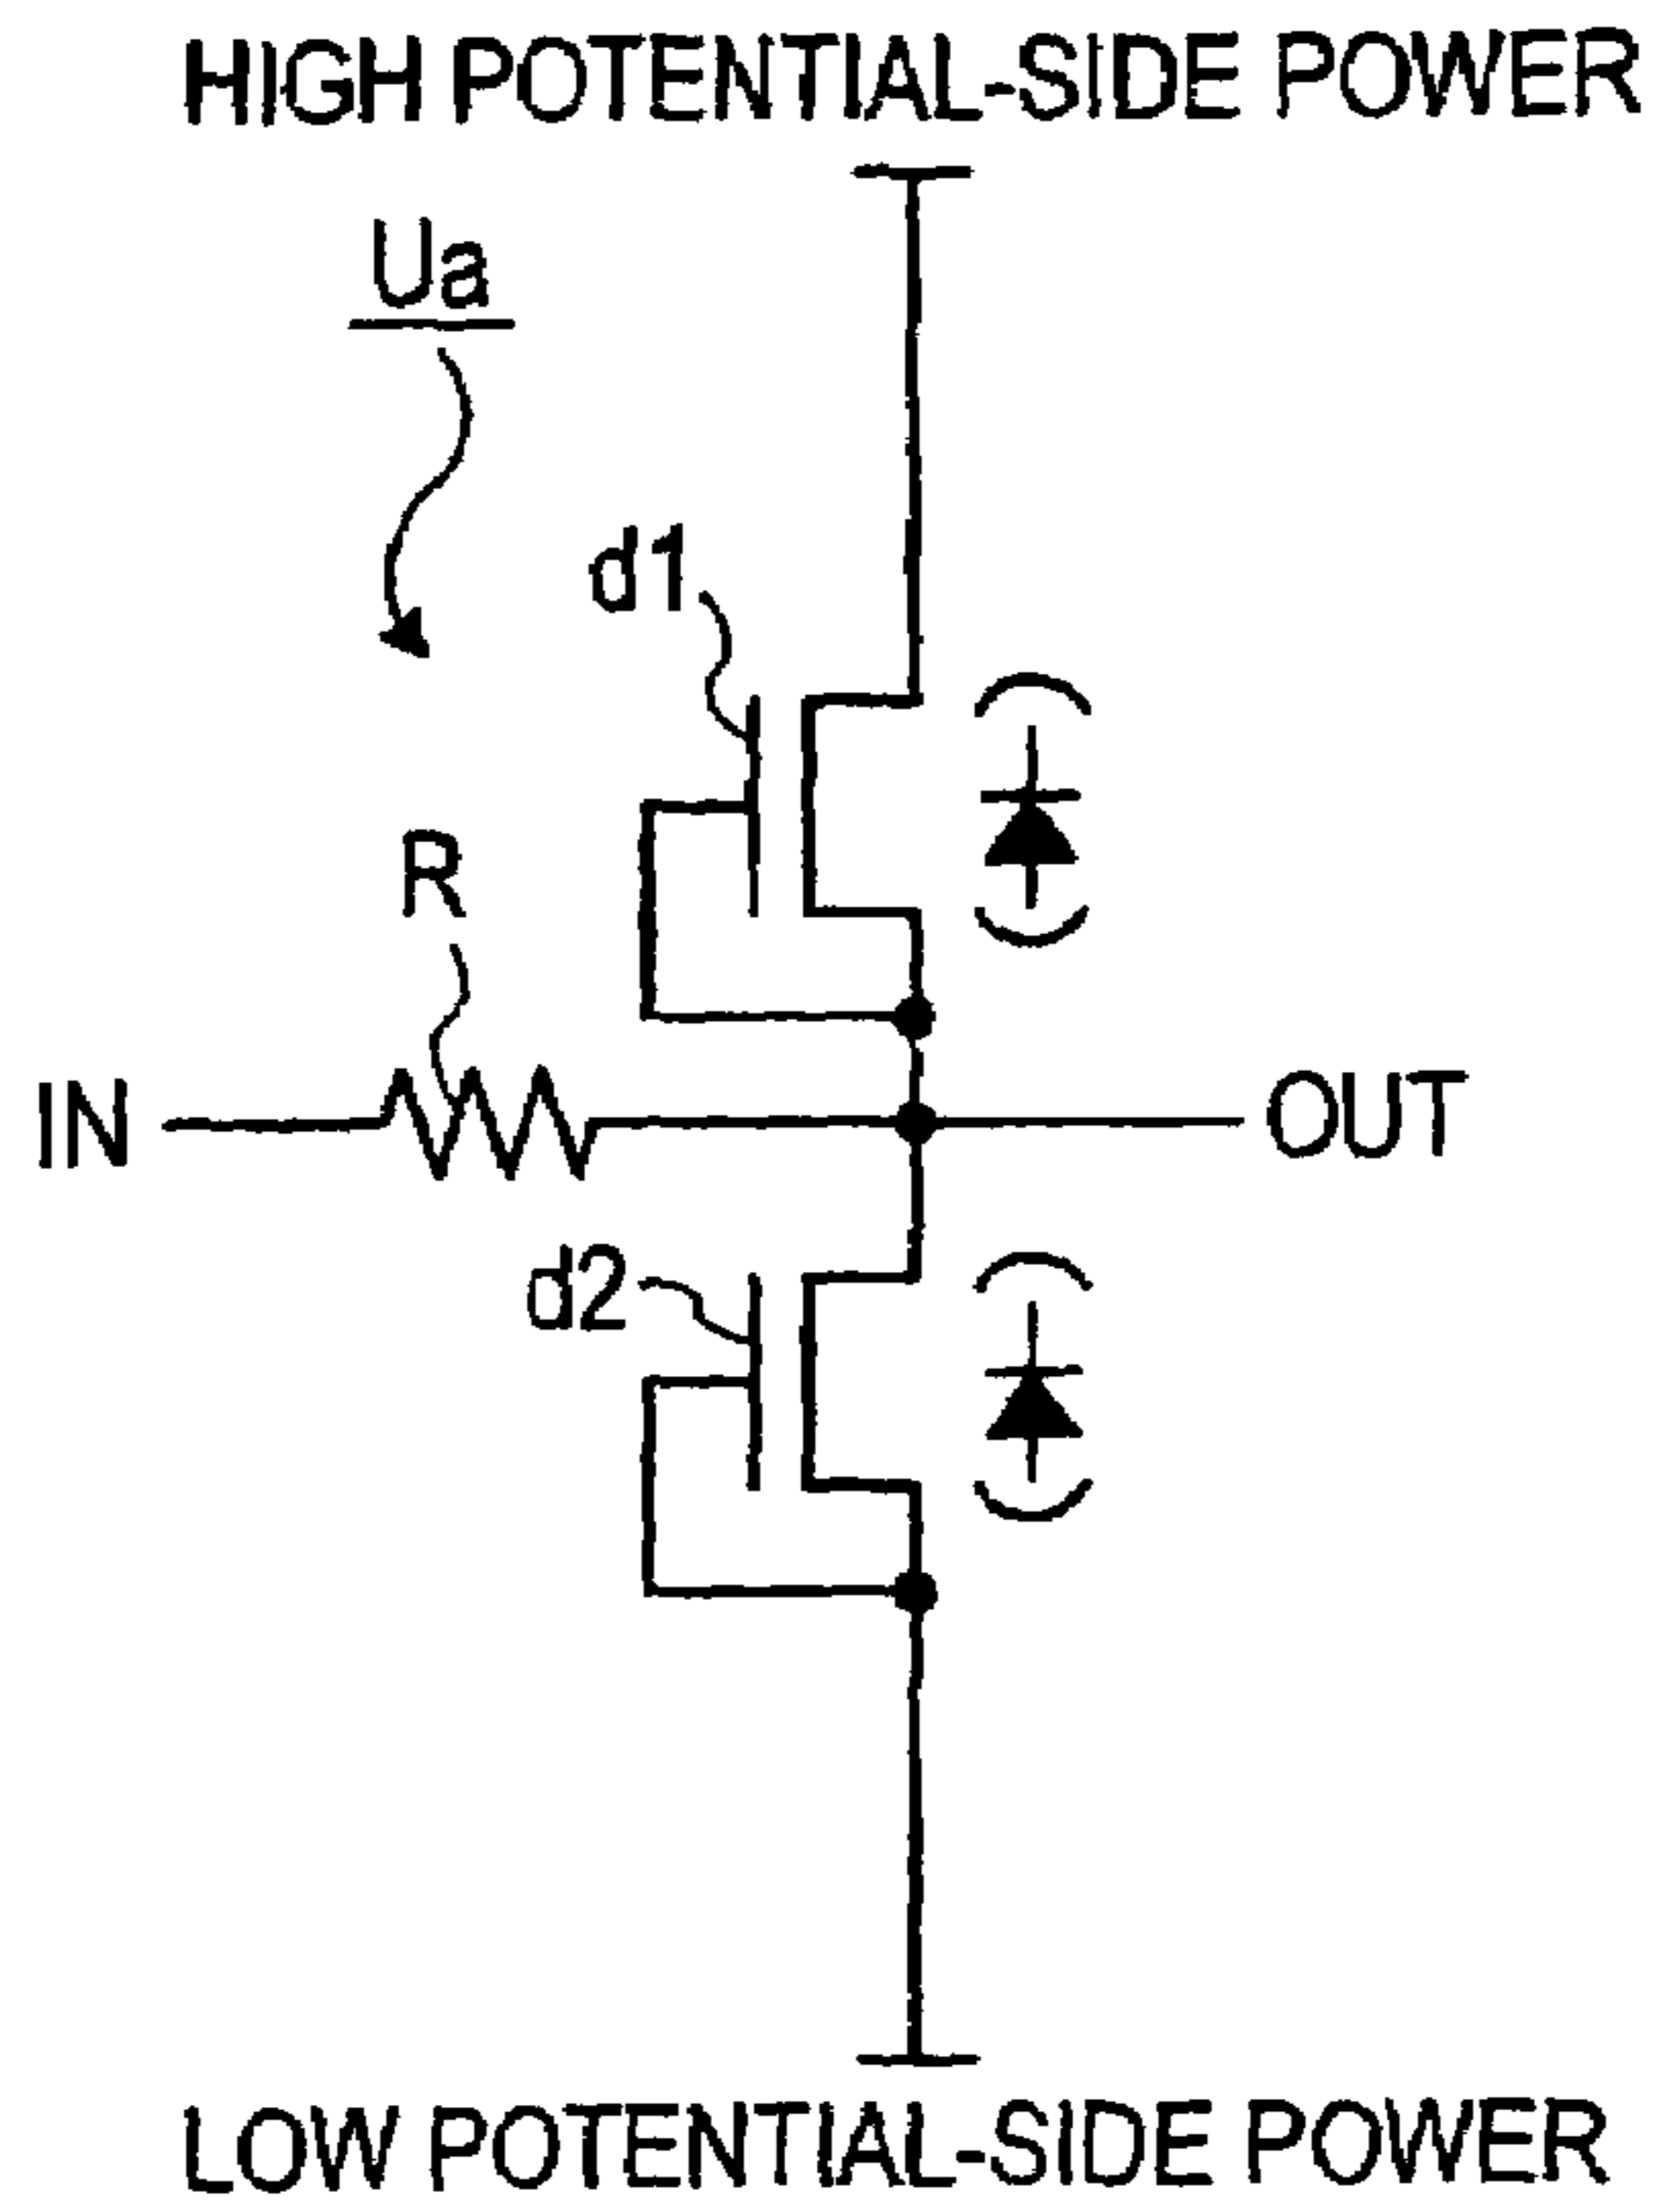 HIGH POTENTIAL-SIDE POWER
Ua
d1
R
IN
OUT
d2
LOW POTENTIAL-SIDE POWER